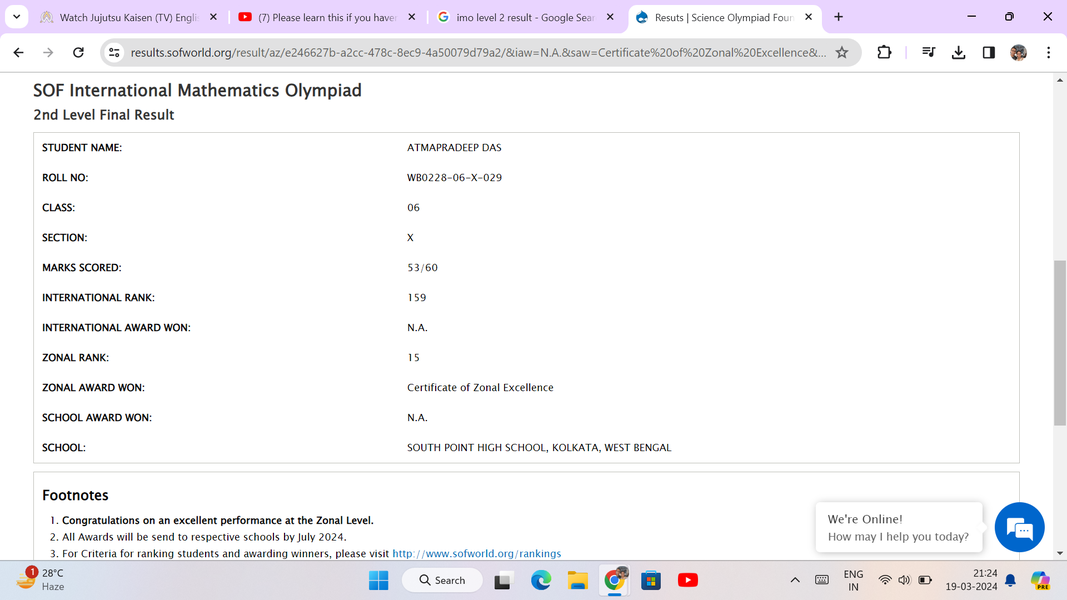 Watch Jujutsu Kaisen (TV) Engli
(7) Please learn this if you have
imo level 2 result - Google Sear
Resuts | Science Olympiad Foun
results.sofworld.org/result/az/e246627b-a2cc-478c-8ec9-4a50079d79a2/&iaw=N.A.&saw=Certificate%20of%20Zonal%20Excellence&...
SOF International Mathematics Olympiad
2nd Level Final Result
STUDENT NAME: ATMAPRADEEP DAS
ROLL NO: WB0228-06-X-029
CLASS: 06
SECTION: X
MARKS SCORED: 53/60
INTERNATIONAL RANK: 159
INTERNATIONAL AWARD WON: N.A.
ZONAL RANK: 15
ZONAL AWARD WON: Certificate of Zonal Excellence
SCHOOL AWARD WON: N.A.
SCHOOL: SOUTH POINT HIGH SCHOOL, KOLKATA, WEST BENGAL
Footnotes
1. Congratulations on an excellent performance at the Zonal Level.
2. All Awards will be send to respective schools by July 2024.
3. For Criteria for ranking students and awarding winners, please visit http://www.sofworld.org/rankings
We're Online!
How may I help you today?
1
28°C
Haze
Search
PRE
ENG
IN
21:24
19-03-2024